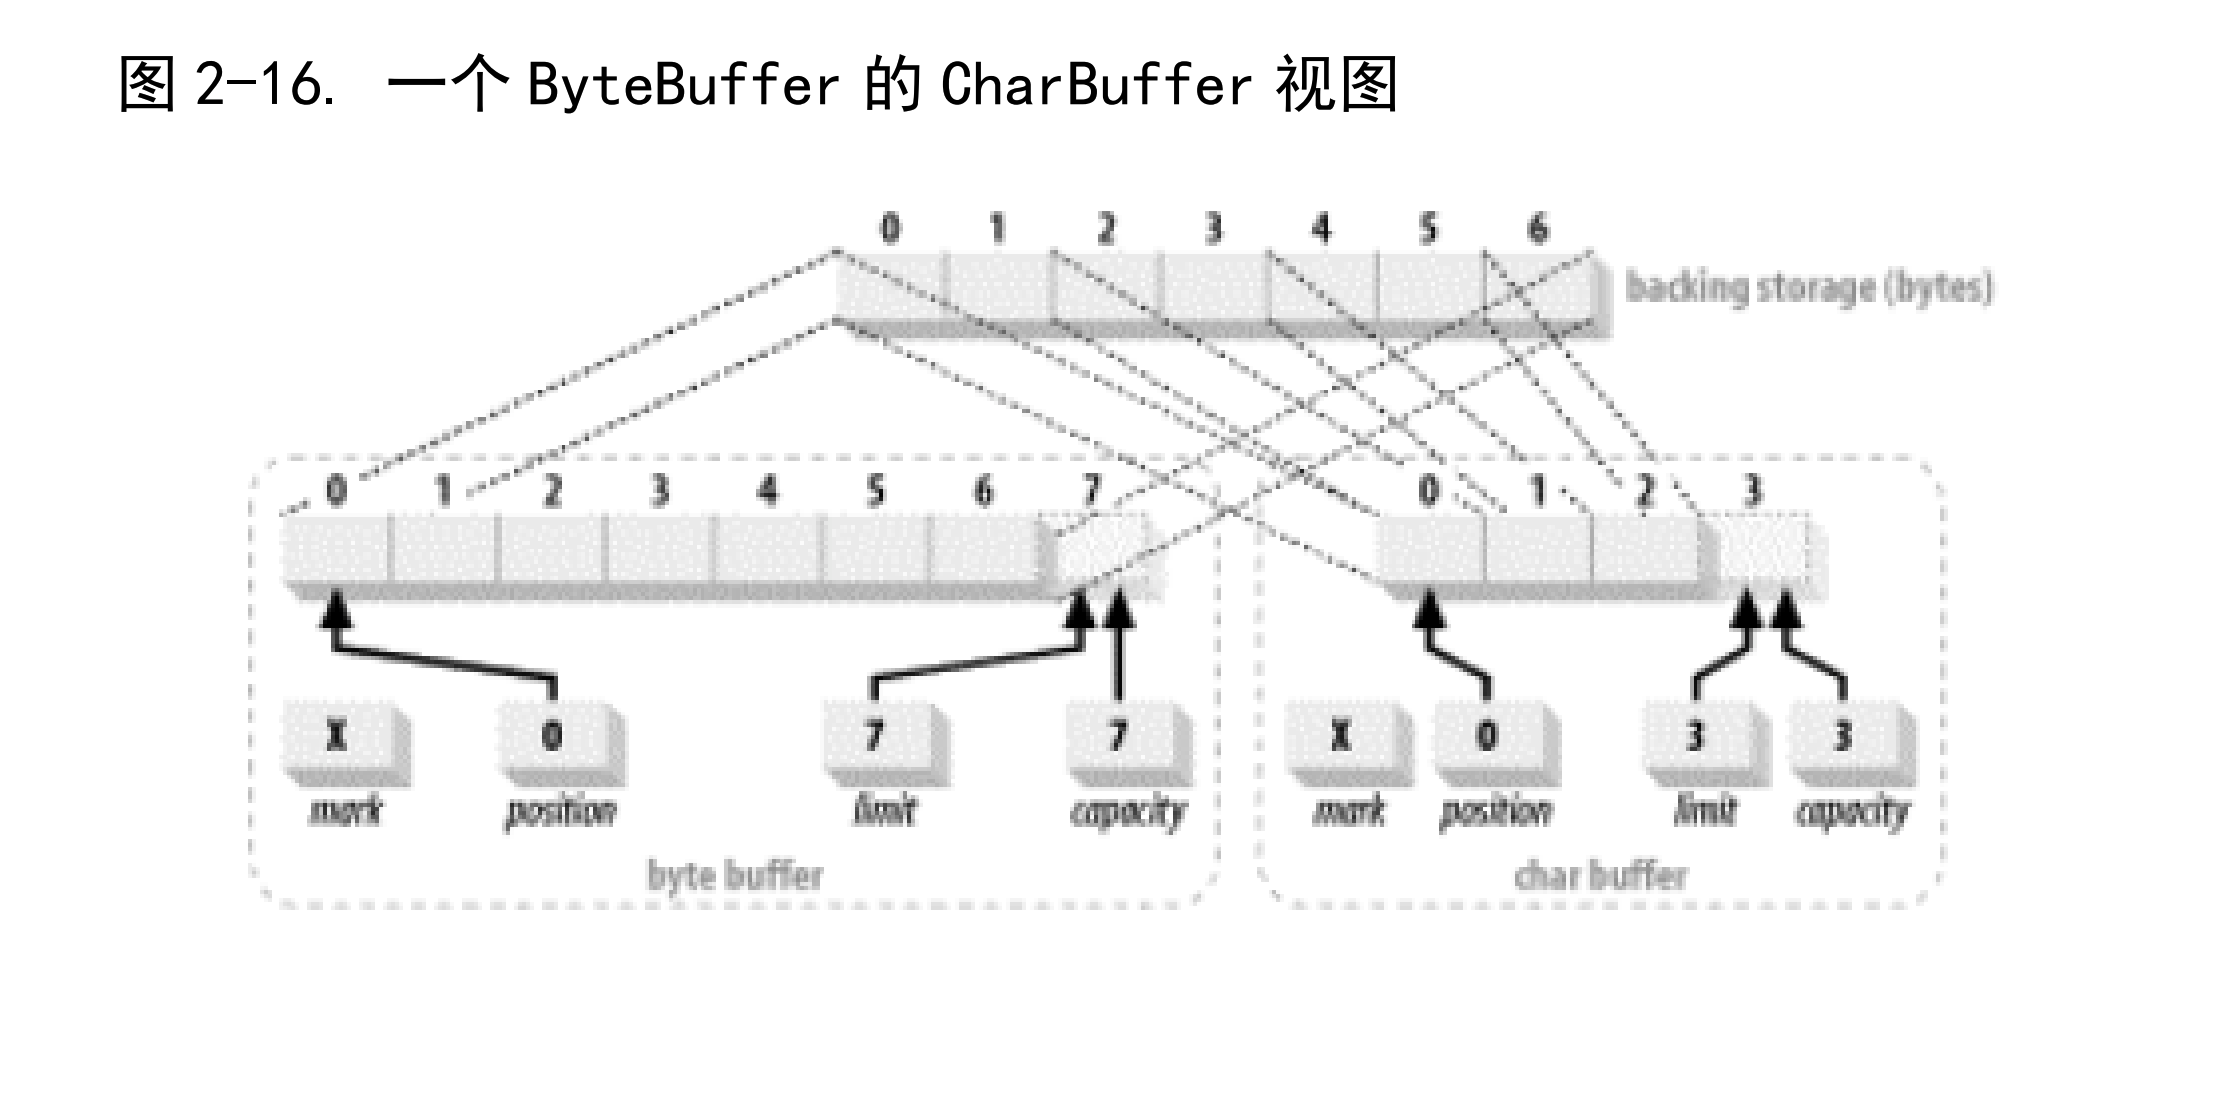 图 2-16. 一个 ByteBuffer 的 CharBuffer 视图
0 1 2 3 4 5 6
backing storage (bytes)
0 1 2 3 4 5 6 7
0 1 2 3
X 0 7 7
mark position limit capacity
byte buffer
X 0 3 3
mark position limit capacity
char buffer